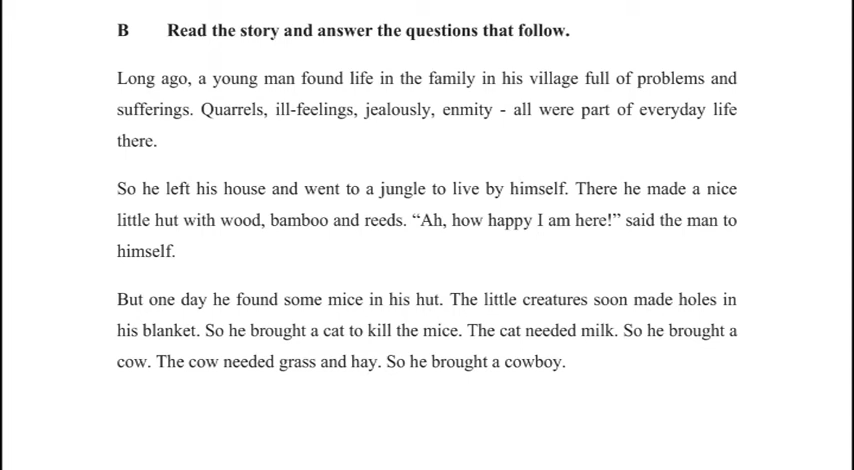 B Read the story and answer the questions that follow.
Long ago, a young man found life in the family in his village full of problems and
sufferings. Quarrels, ill-feelings, jealously, enmity - all were part of everyday life
there.
So he left his house and went to a jungle to live by himself. There he made a nice
little hut with wood, bamboo and reeds. “Ah, how happy I am here!” said the man to
himself.
But one day he found some mice in his hut. The little creatures soon made holes in
his blanket. So he brought a cat to kill the mice. The cat needed milk. So he brought a
cow. The cow needed grass and hay. So he brought a cowboy.